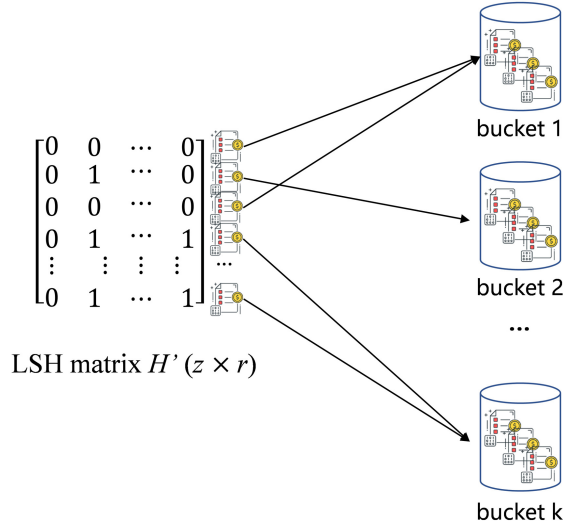 0 0 ⋯ 0
0 1 ⋯ 0
0 0 ⋯ 0
0 1 ⋯ 1
⋮ ⋮ ⋮ ⋮ ...
0 1 ⋯ 1
LSH matrix H’ (z × r)
bucket 1
bucket 2
...
bucket k